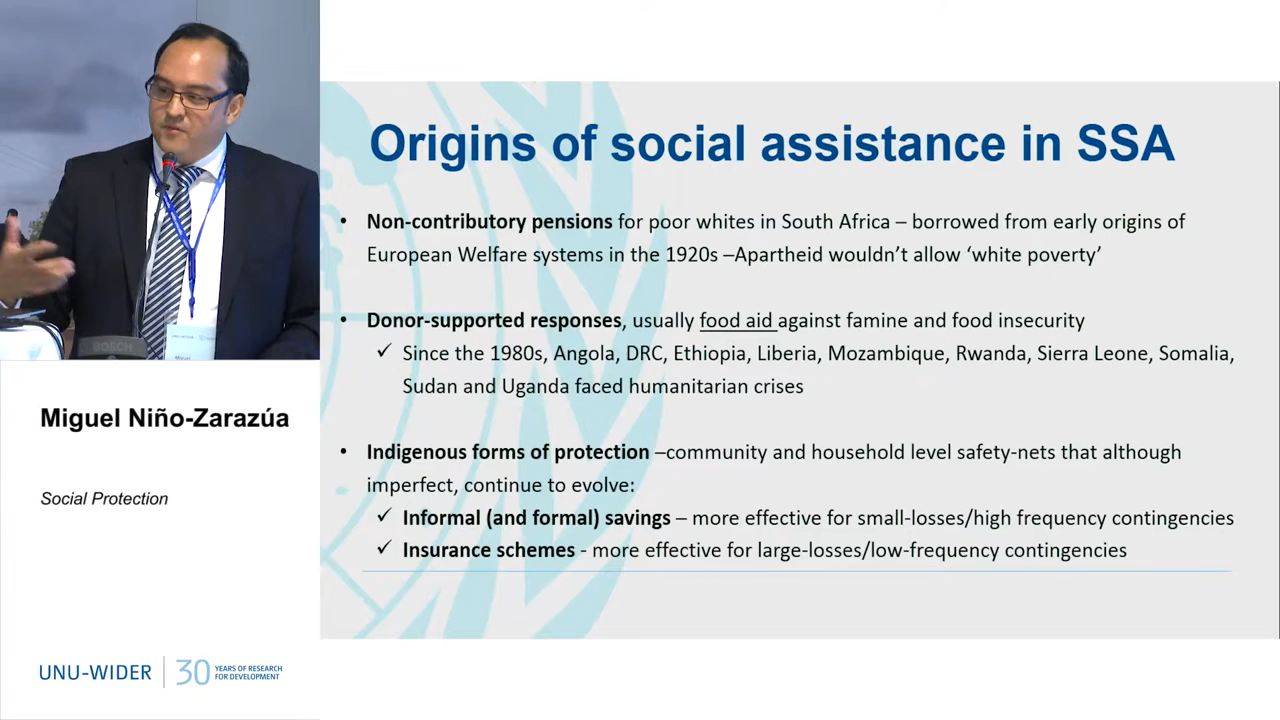 Origins of social assistance in SSA
• Non-contributory pensions for poor whites in South Africa – borrowed from early origins of
European Welfare systems in the 1920s –Apartheid wouldn't allow 'white poverty'
• Donor-supported responses, usually food aid against famine and food insecurity
✓ Since the 1980s, Angola, DRC, Ethiopia, Liberia, Mozambique, Rwanda, Sierra Leone, Somalia,
Sudan and Uganda faced humanitarian crises
• Indigenous forms of protection –community and household level safety-nets that although
imperfect, continue to evolve:
✓ Informal (and formal) savings – more effective for small-losses/high frequency contingencies
✓ Insurance schemes - more effective for large-losses/low-frequency contingencies
BOSCH
Miguel
Miguel Niño-Zarazúa
Social Protection
UNU-WIDER
30 YEARS OF RESEARCH
FOR DEVELOPMENT